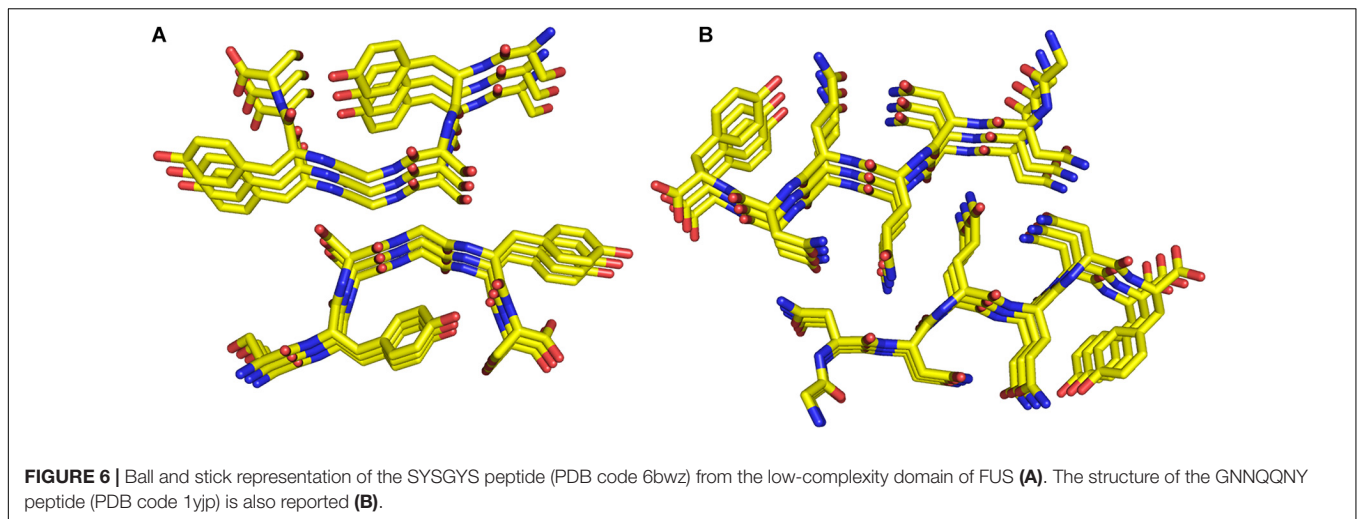 A
B
FIGURE 6 | Ball and stick representation of the SYSGYS peptide (PDB code 6bwz) from the low-complexity domain of FUS (A). The structure of the GNNQQNY
peptide (PDB code 1yjp) is also reported (B).